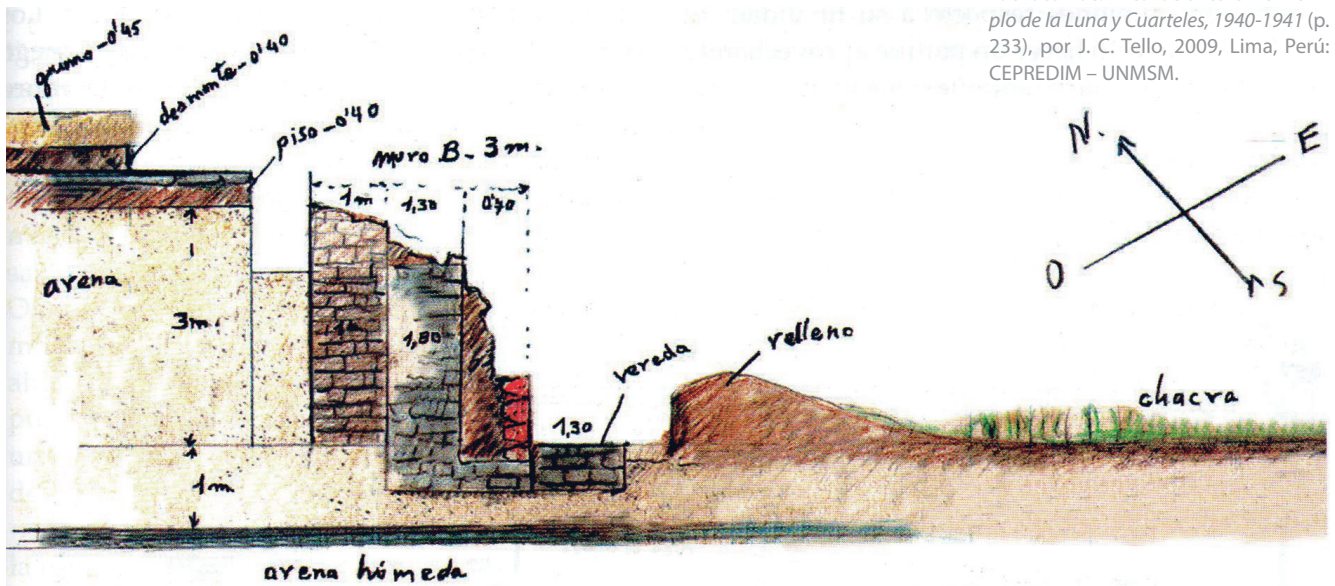 plo de la Luna y Cuarteles, 1940-1941 (p.
233), por J. C. Tello, 2009, Lima, Perú:
CEPREDIM – UNMSM.
guano-0'45
desmonte-0'40
piso-0'40
muro B- 3 m.
1m
1,30
0'70
arena
3m.
1m
1,80
1,30
vereda
relleno
chacra
N.
E
O
S
1m
arena húmeda